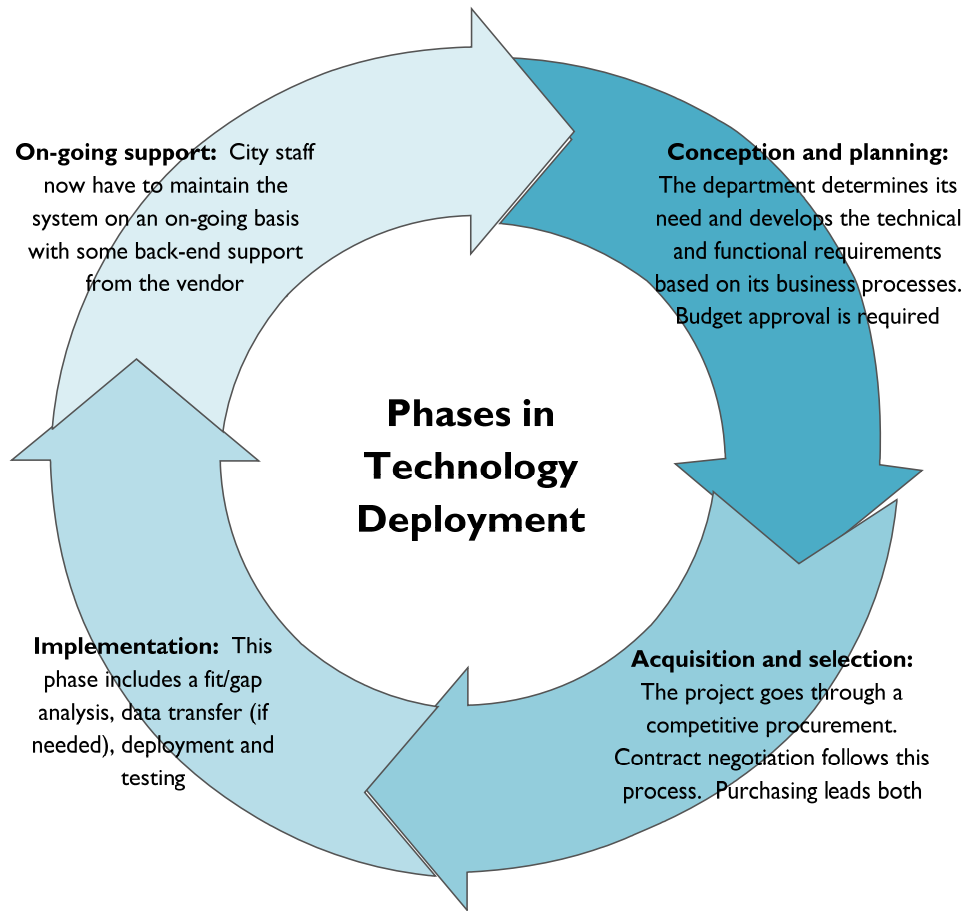 On-going support: City staff
now have to maintain the
system on an on-going basis
with some back-end support
from the vendor
Conception and planning:
The department determines its
need and develops the technical
and functional requirements
based on its business processes.
Budget approval is required
Phases in
Technology
Deployment
Implementation: This
phase includes a fit/gap
analysis, data transfer (if
needed), deployment and
testing
Acquisition and selection:
The project goes through a
competitive procurement.
Contract negotiation follows this
process. Purchasing leads both